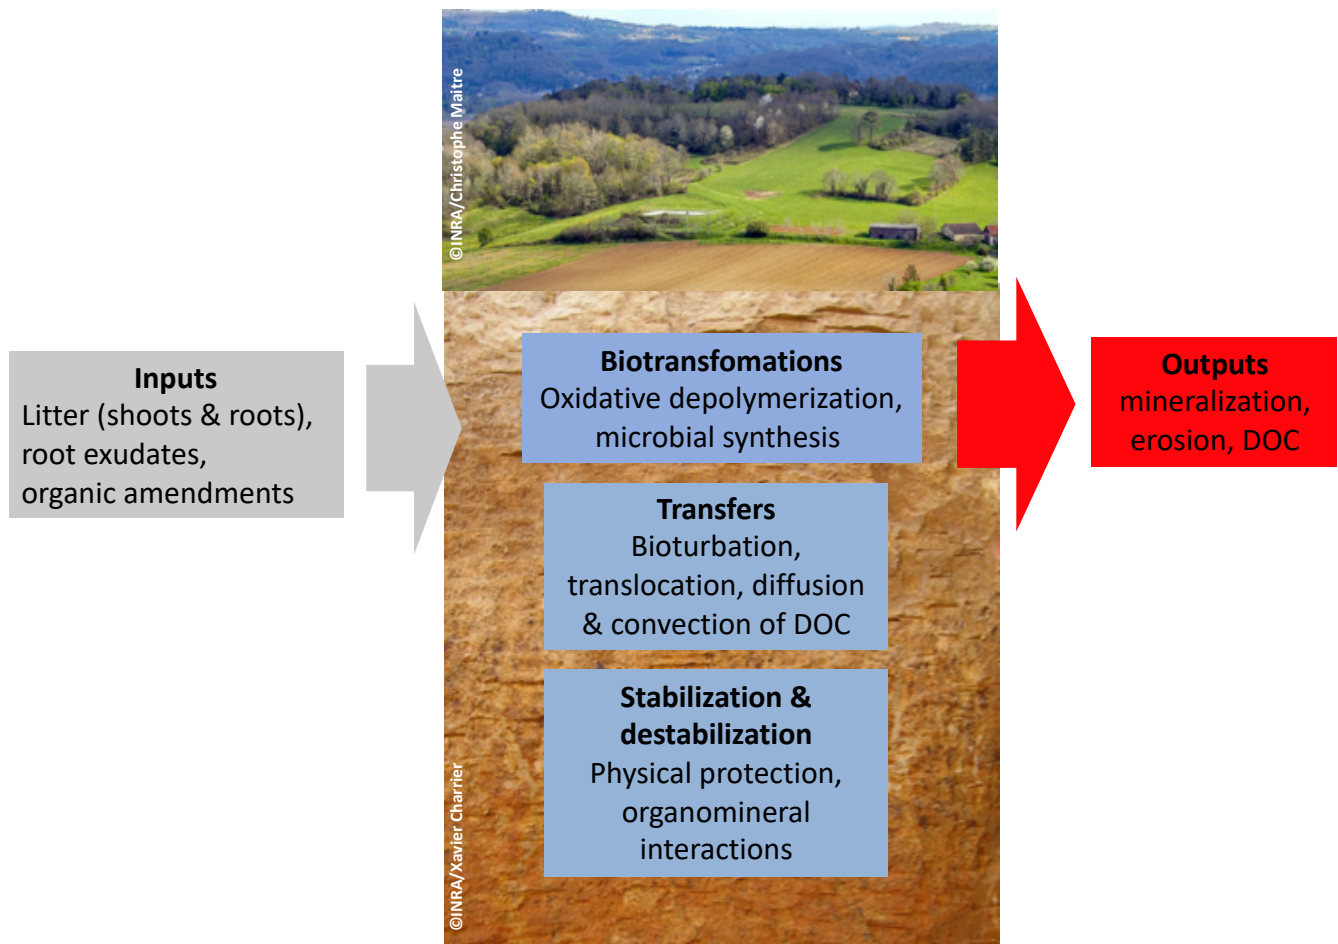 ©INRA/Christophe Maitre
Inputs
Litter (shoots & roots),
root exudates,
organic amendments
Biotransfomations
Oxidative depolymerization,
microbial synthesis
Transfers
Bioturbation,
translocation, diffusion
& convection of DOC
Stabilization &
destabilization
Physical protection,
organomineral
interactions
©INRA/Xavier Charrier
Outputs
mineralization,
erosion, DOC